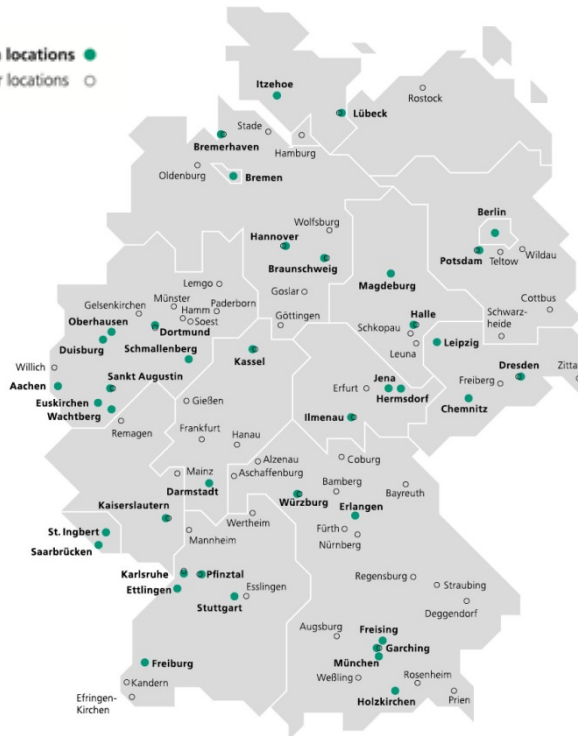 locations
locations
Itzehoe
Rostock
Lübeck
Stade
Bremerhaven
Hamburg
Oldenburg
Bremen
Berlin
Wolfsburg
Hannover
Potsdam
Teltow
Wildau
Braunschweig
Magdeburg
Lemgo
Goslar
Cottbus
Münster
Paderborn
Gelsenkirchen
Hamm
Halle
Schwarz-
heide
Oberhausen
Soest
Göttingen
Schkopau
Dortmund
Leipzig
Duisburg
Leuna
Schmallenberg
Kassel
Willich
Dresden
Zitta
Sankt Augustin
Jena
Freiberg
Aachen
Erfurt
Hermsdorf
Chemnitz
Euskirchen
Gießen
Wachtberg
Ilmenau
Remagen
Frankfurt
Hanau
Alzenau
Coburg
Mainz
Aschaffenburg
Bamberg
Darmstadt
Würzburg
Bayreuth
Kaiserslautern
Erlangen
Wertheim
Fürth
St. Ingbert
Mannheim
Nürnberg
Saarbrücken
Karlsruhe
Pfinztal
Regensburg
Straubing
Ettlingen
Esslingen
Stuttgart
Deggendorf
Augsburg
Freising
Garching
Freiburg
München
Weßling
Rosenheim
Kandern
Efringen-
Kirchen
Holzkirchen
Prien